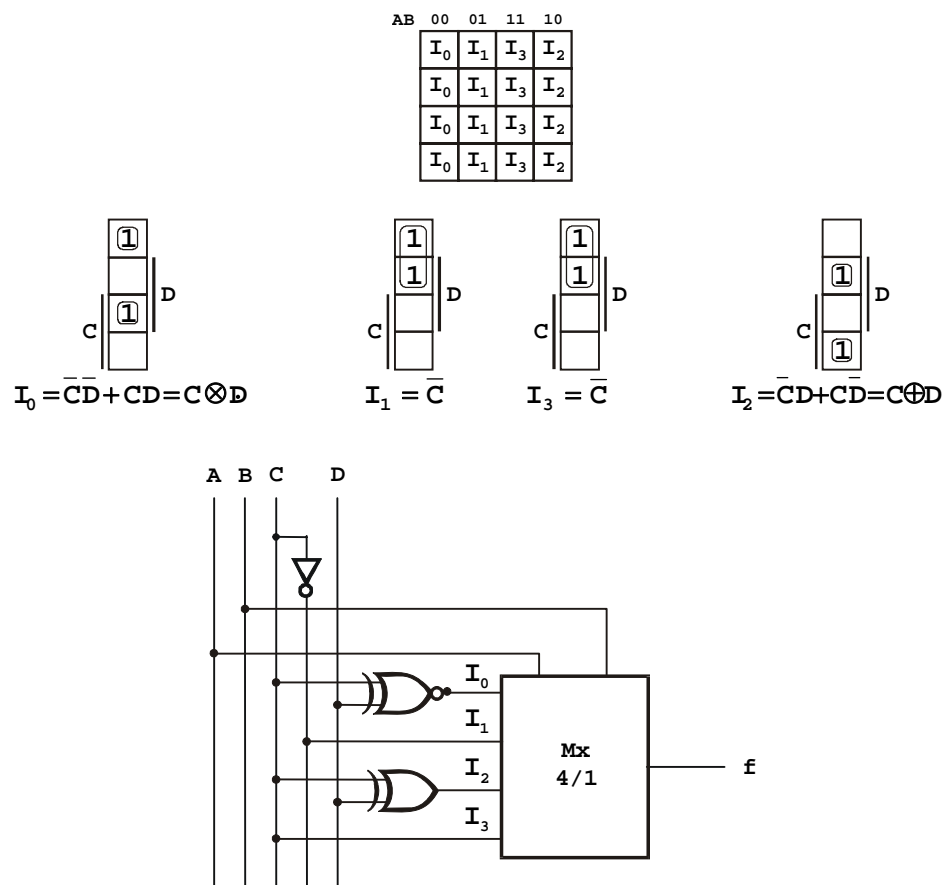 AB 00 01 11 10
I₀ I₁ I₃ I₂
I₀ I₁ I₃ I₂
I₀ I₁ I₃ I₂
I₀ I₁ I₃ I₂
1
C D
1
I₀ = C̅D̅ + CD = C⊗D
1
1
C D
I₁ = C̅
1
1
C D
I₃ = C̅
1
C D
1
I₂ = C̅D+CD̅ = C⊕D
A B C D
I₀
I₁
I₂
I₃
Mx
4/1
f